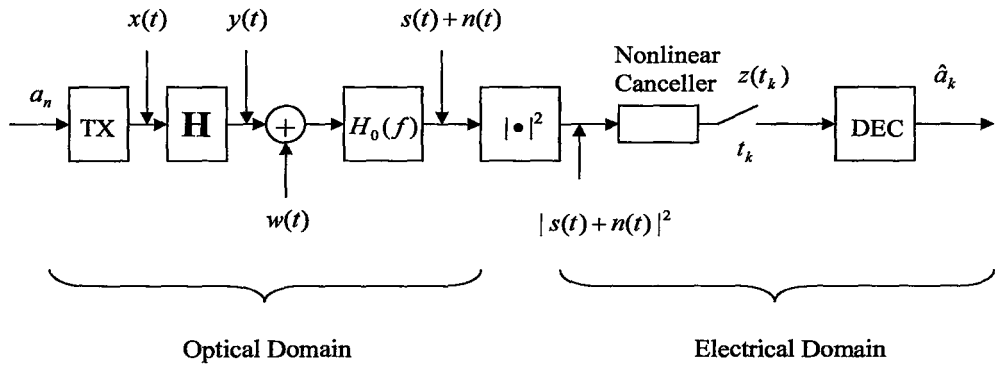 x(t) y(t) s(t)+n(t)
Nonlinear
Canceller
z(t_k)
a_n TX H + H_0(f) |•|^2 DEC â_k
t_k
w(t)
|s(t)+n(t)|^2
Optical Domain Electrical Domain